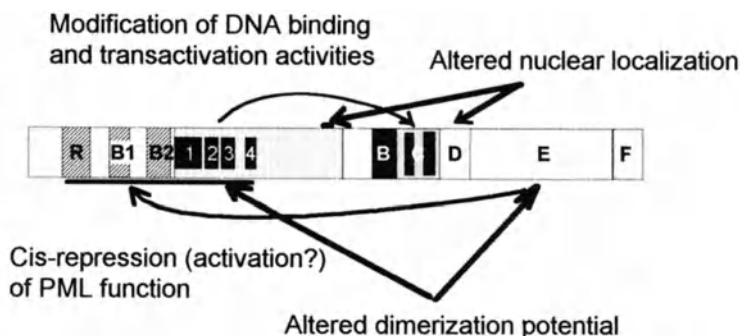 Modification of DNA binding
and transactivation activities
Altered nuclear localization
R B1 B2 1 2 3 4 B C D E F
Cis-repression (activation?)
of PML function
Altered dimerization potential